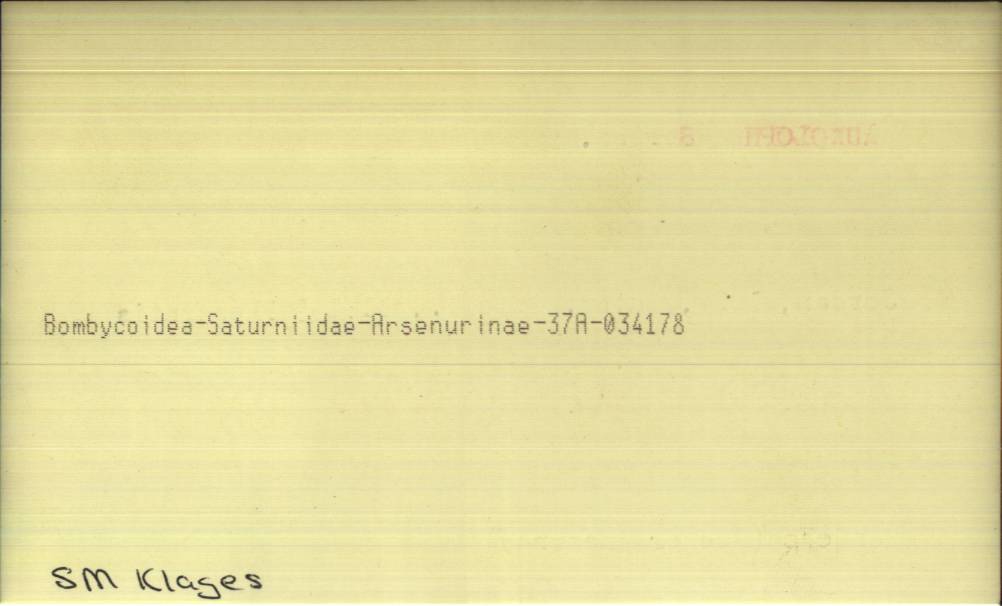 Bombycoidea-Saturniidae-Arsenurinae-37A-034178
SM Klages